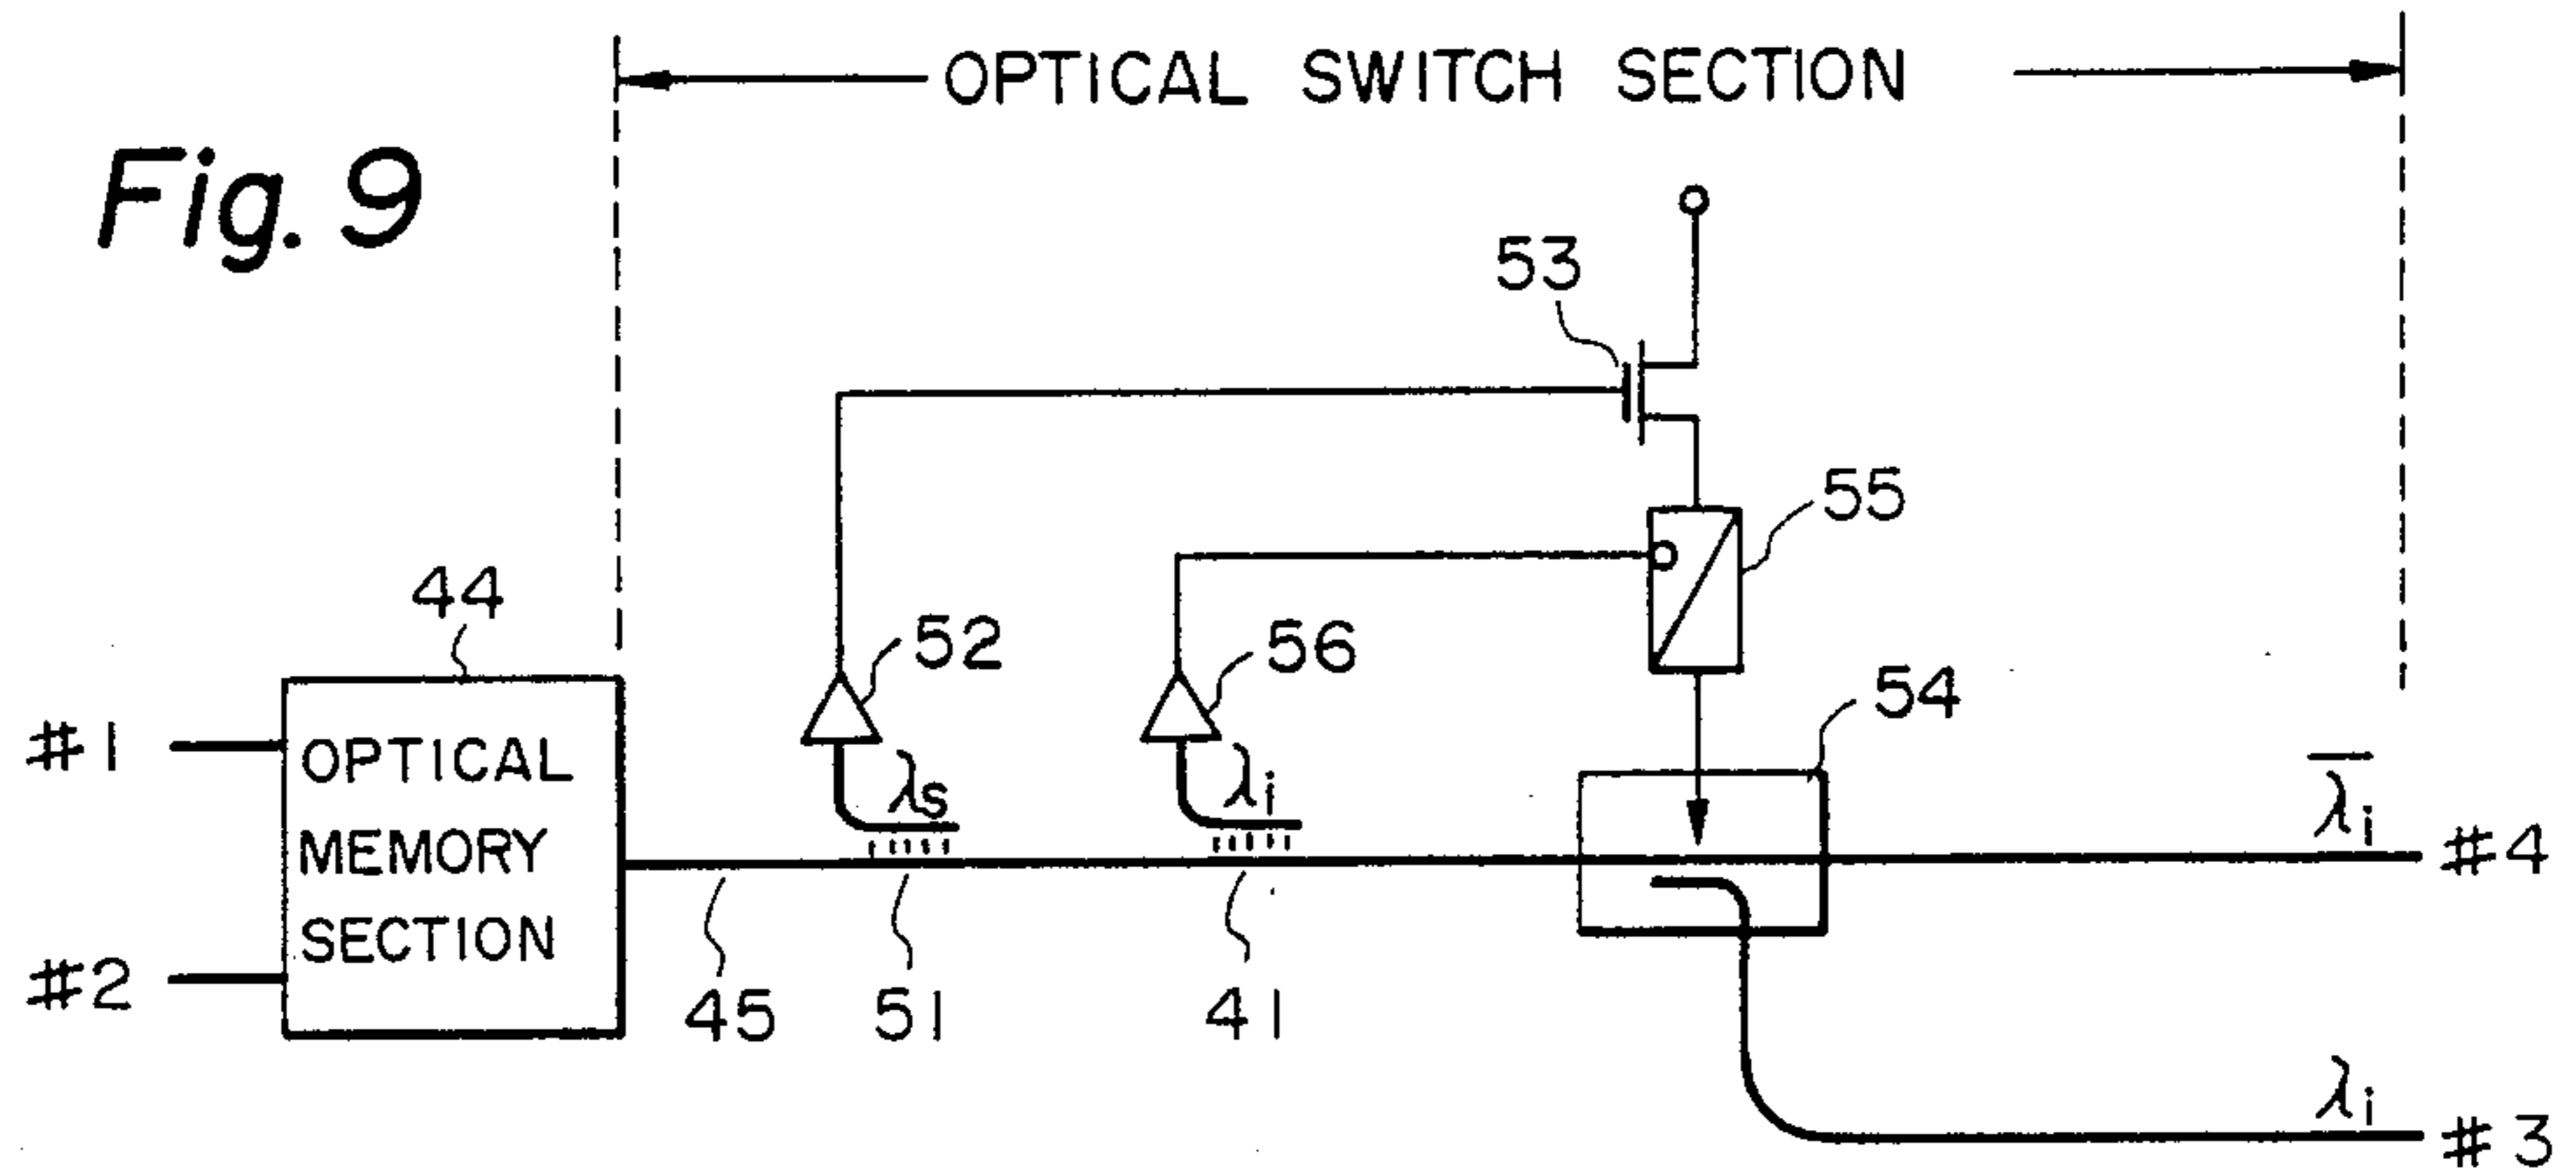 OPTICAL SWITCH SECTION
Fig. 9
53
55
44
52
56
54
#1
OPTICAL
MEMORY
SECTION
#2
λs
λi
λ̅i
#4
45
51
41
λi
#3